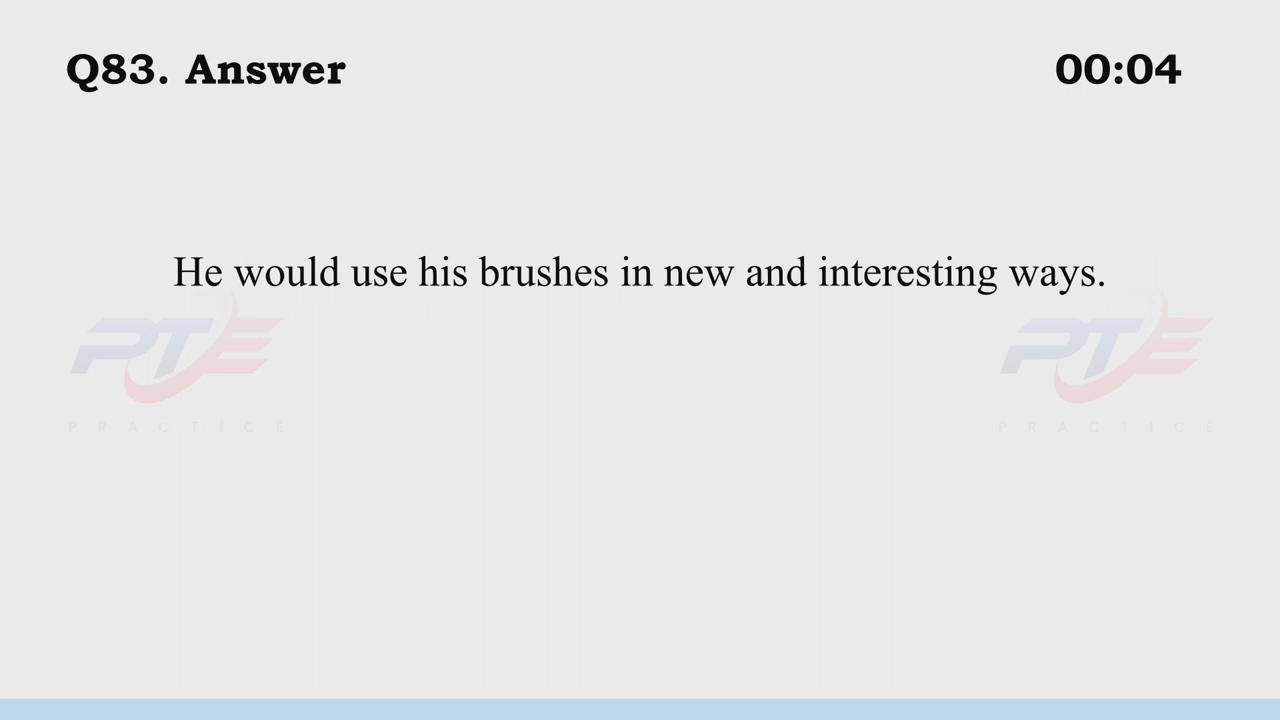 Q83. Answer
00:04
He would use his brushes in new and interesting ways.
PTE
PRACTICE
PTE
PRACTICE